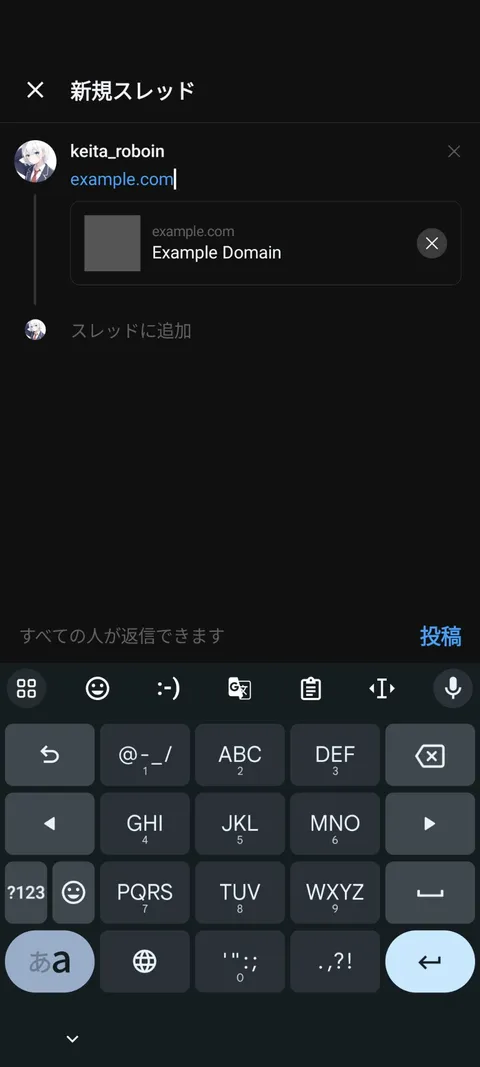 新規スレッド
keita_roboin
example.com
example.com
Example Domain
スレッドに追加
すべての人が返信できます
投稿
:-)
G
@-_/
1
ABC
2
DEF
3
GHI
4
JKL
5
MNO
6
?123
PQRS
7
TUV
8
WXYZ
9
あa
'":;
0
.,?!